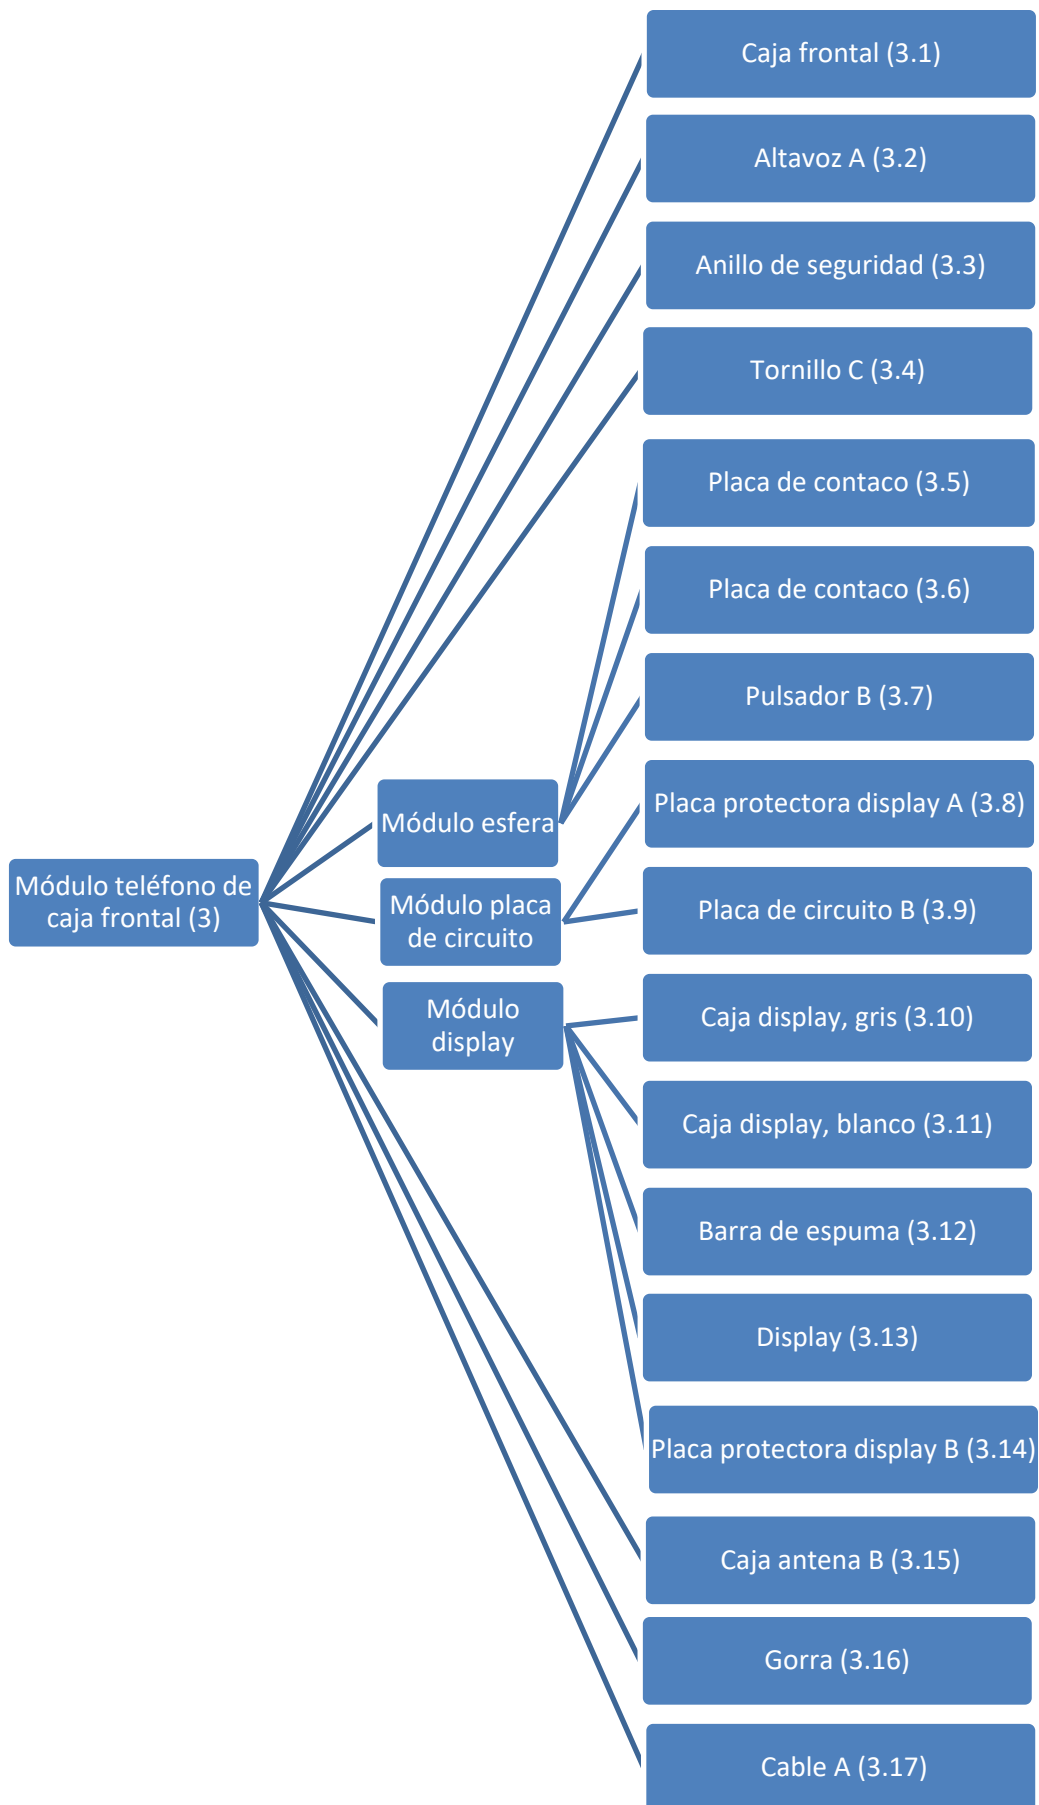 Caja frontal (3.1)
Altavoz A (3.2)
Anillo de seguridad (3.3)
Tornillo C (3.4)
Placa de contaco (3.5)
Placa de contaco (3.6)
Pulsador B (3.7)
Placa protectora display A (3.8)
Módulo esfera
Módulo teléfono de
caja frontal (3)
Módulo placa
de circuito
Placa de circuito B (3.9)
Módulo
display
Caja display, gris (3.10)
Caja display, blanco (3.11)
Barra de espuma (3.12)
Display (3.13)
Placa protectora display B (3.14)
Caja antena B (3.15)
Gorra (3.16)
Cable A (3.17)